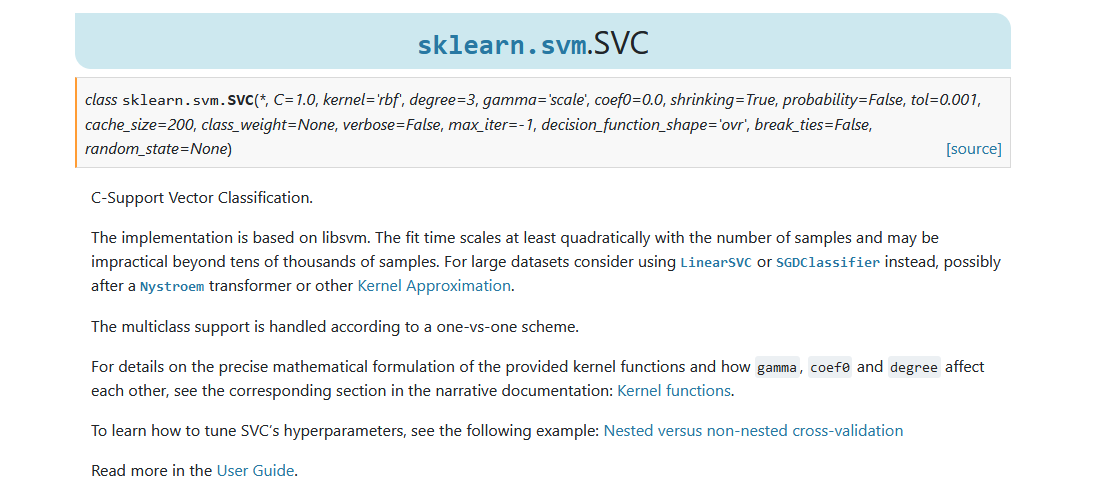 sklearn.svm.SVC
class sklearn.svm.SVC(*, C=1.0, kernel='rbf', degree=3, gamma='scale', coef0=0.0, shrinking=True, probability=False, tol=0.001,
cache_size=200, class_weight=None, verbose=False, max_iter=-1, decision_function_shape='ovr', break_ties=False,
random_state=None) [source]
C-Support Vector Classification.
The implementation is based on libsvm. The fit time scales at least quadratically with the number of samples and may be
impractical beyond tens of thousands of samples. For large datasets consider using LinearSVC or SGDClassifier instead, possibly
after a Nystroem transformer or other Kernel Approximation.
The multiclass support is handled according to a one-vs-one scheme.
For details on the precise mathematical formulation of the provided kernel functions and how gamma, coef0 and degree affect
each other, see the corresponding section in the narrative documentation: Kernel functions.
To learn how to tune SVC’s hyperparameters, see the following example: Nested versus non-nested cross-validation
Read more in the User Guide.